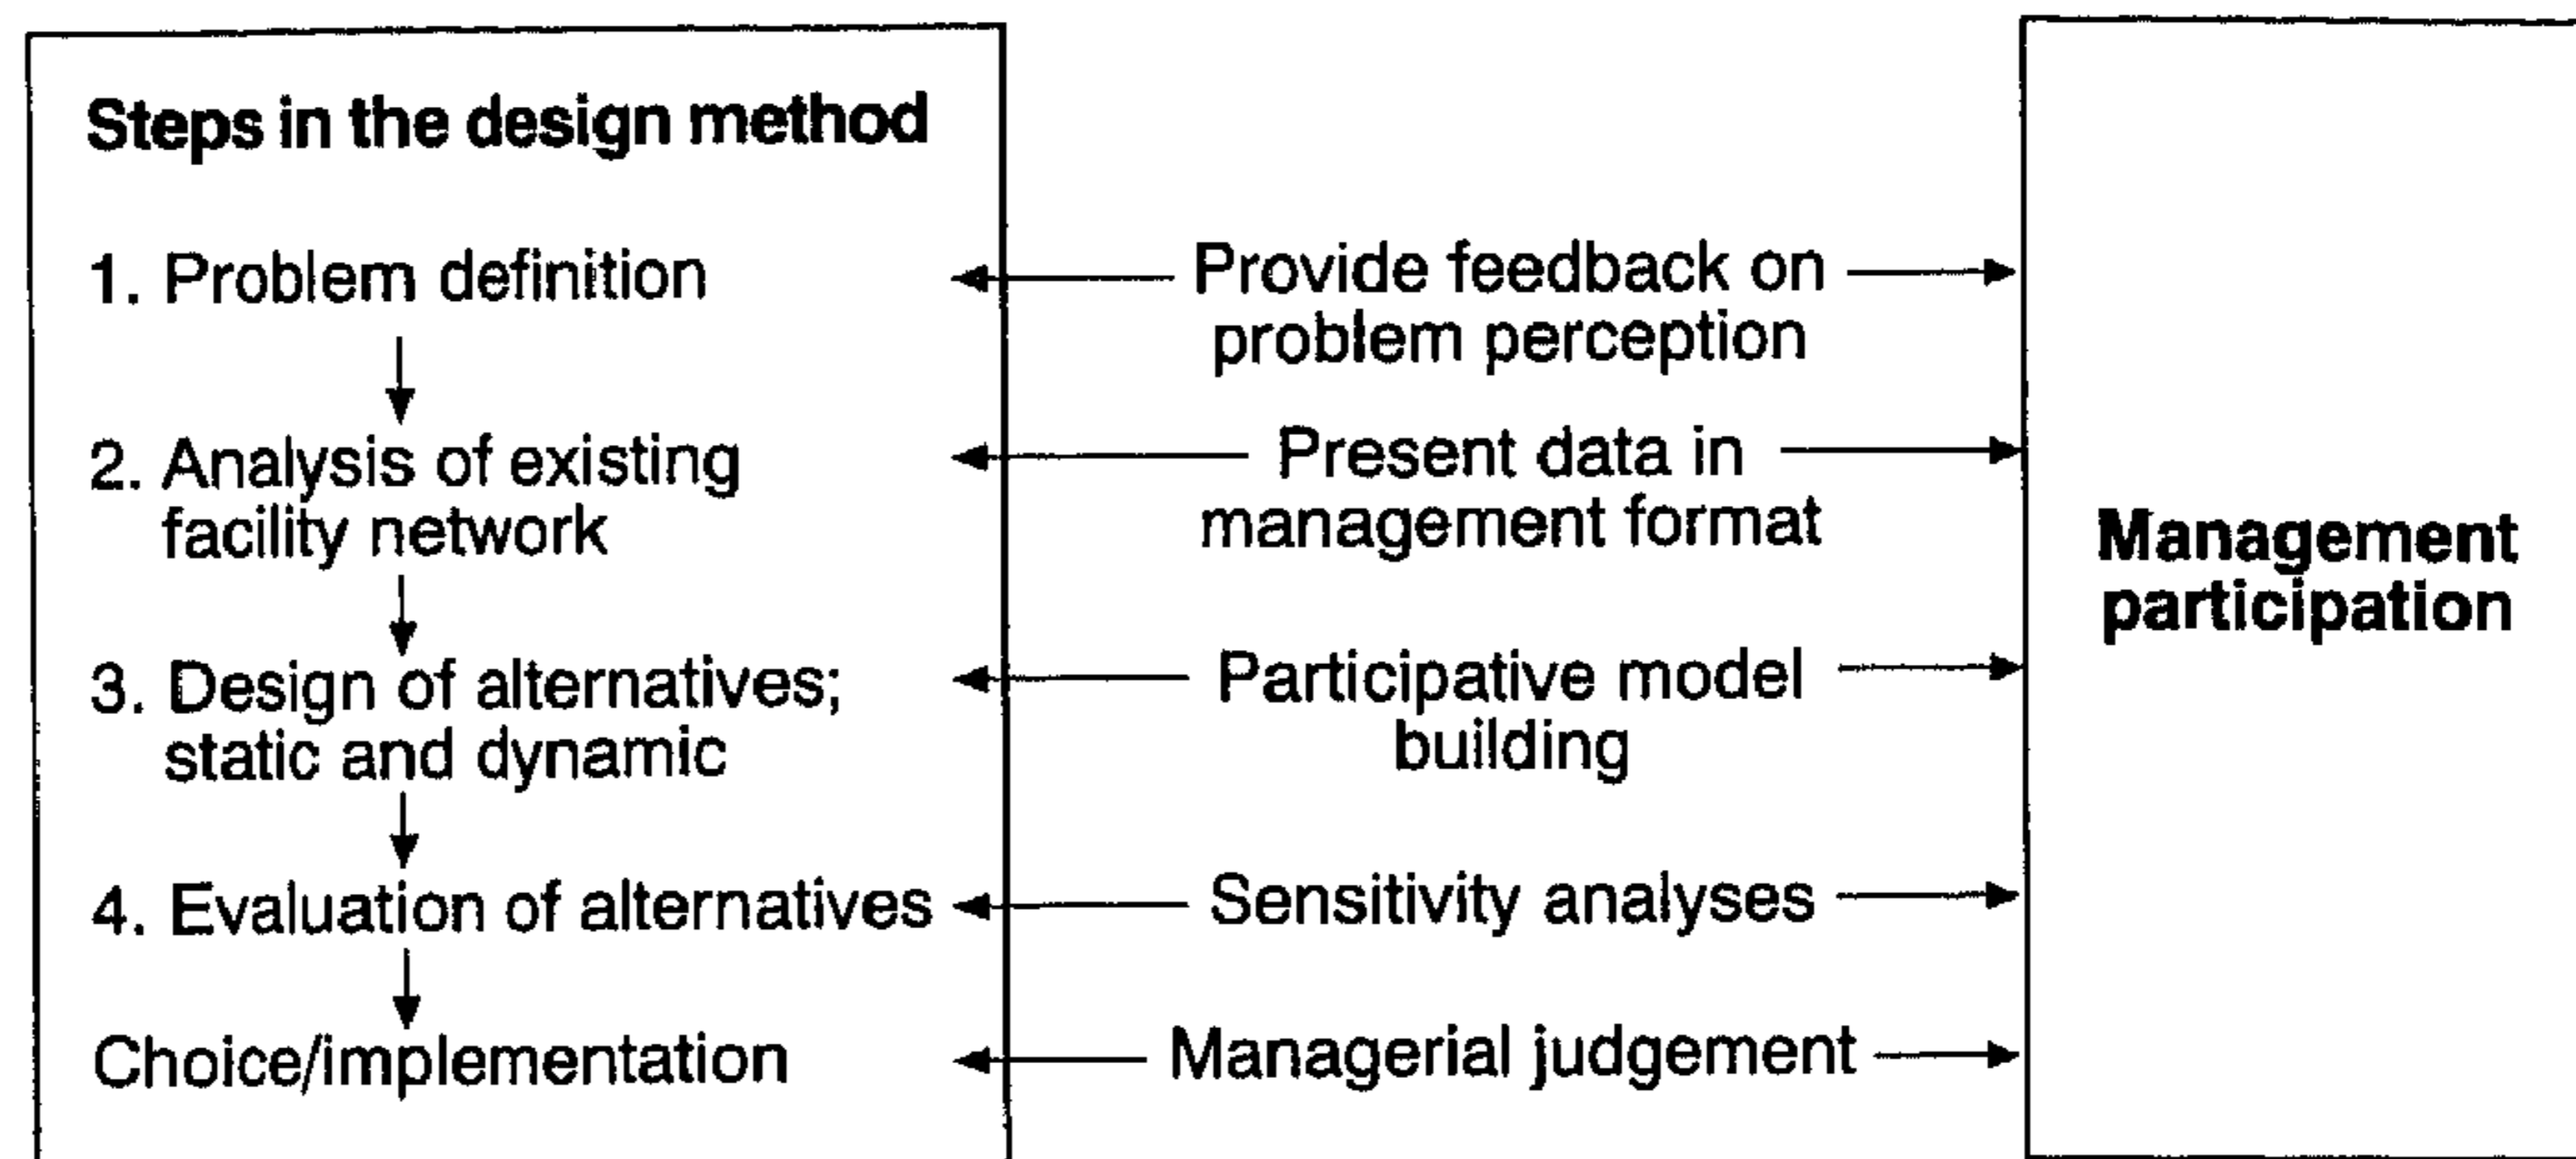 Steps in the design method
1. Problem definition
2. Analysis of existing
facility network
3. Design of alternatives;
static and dynamic
4. Evaluation of alternatives
Choice/implementation
Provide feedback on
problem perception
Present data in
management format
Participative model
building
Sensitivity analyses
Managerial judgement
Management
participation